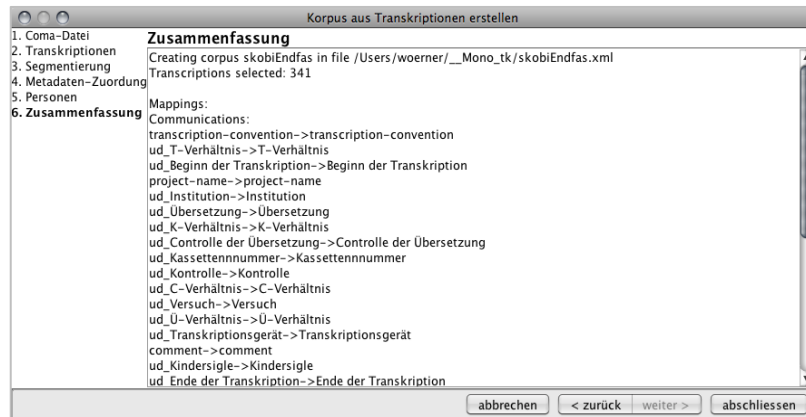 Korpus aus Transkriptionen erstellen
1. Coma-Datei
2. Transkriptionen
3. Segmentierung
4. Metadaten-Zuordung
5. Personen
6. Zusammenfassung
Zusammenfassung
Creating corpus skobiEndfas in file /Users/woerner/__Mono_tk/skobiEndfas.xml
Transcriptions selected: 341
Mappings:
Communications:
transcription-convention->transcription-convention
ud_T-Verhältnis->T-Verhältnis
ud_Beginn der Transkription->Beginn der Transkription
project-name->project-name
ud_Institution->Institution
ud_Übersetzung->Übersetzung
ud_K-Verhältnis->K-Verhältnis
ud_Controlle der Übersetzung->Controlle der Übersetzung
ud_Kassettennnummer->Kassettennnummer
ud_Kontrolle->Kontrolle
ud_C-Verhältnis->C-Verhältnis
ud_Versuch->Versuch
ud_Ü-Verhältnis->Ü-Verhältnis
ud_Transkriptionsgerät->Transkriptionsgerät
comment->comment
ud_Kindersigle->Kindersigle
ud_Ende der Transkription->Ende der Transkription
abbrechen < zurück weiter > abschliessen